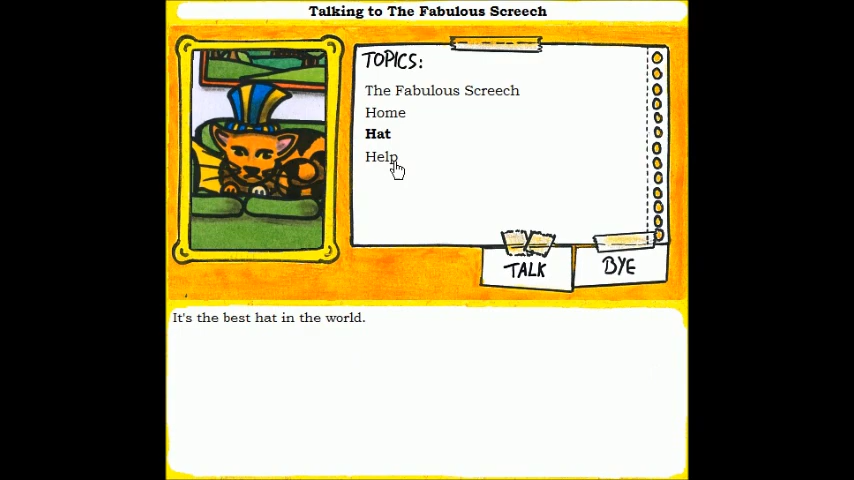 Talking to The Fabulous Screech
TOPICS:
The Fabulous Screech
Home
Hat
Help
TALK
BYE
It's the best hat in the world.